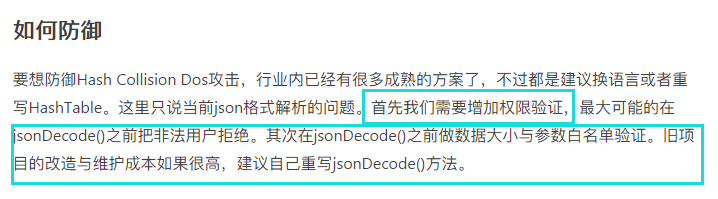 如何防御
要想防御Hash Collision Dos攻击，行业内已经有很多成熟的方案了，不过都是建议换语言或者重
写HashTable。这里只说当前json格式解析的问题。首先我们需要增加权限验证，最大可能的在
jsonDecode()之前把非法用户拒绝。其次在jsonDecode()之前做数据大小与参数白名单验证。旧项
目的改造与维护成本如果很高，建议自己重写jsonDecode()方法。